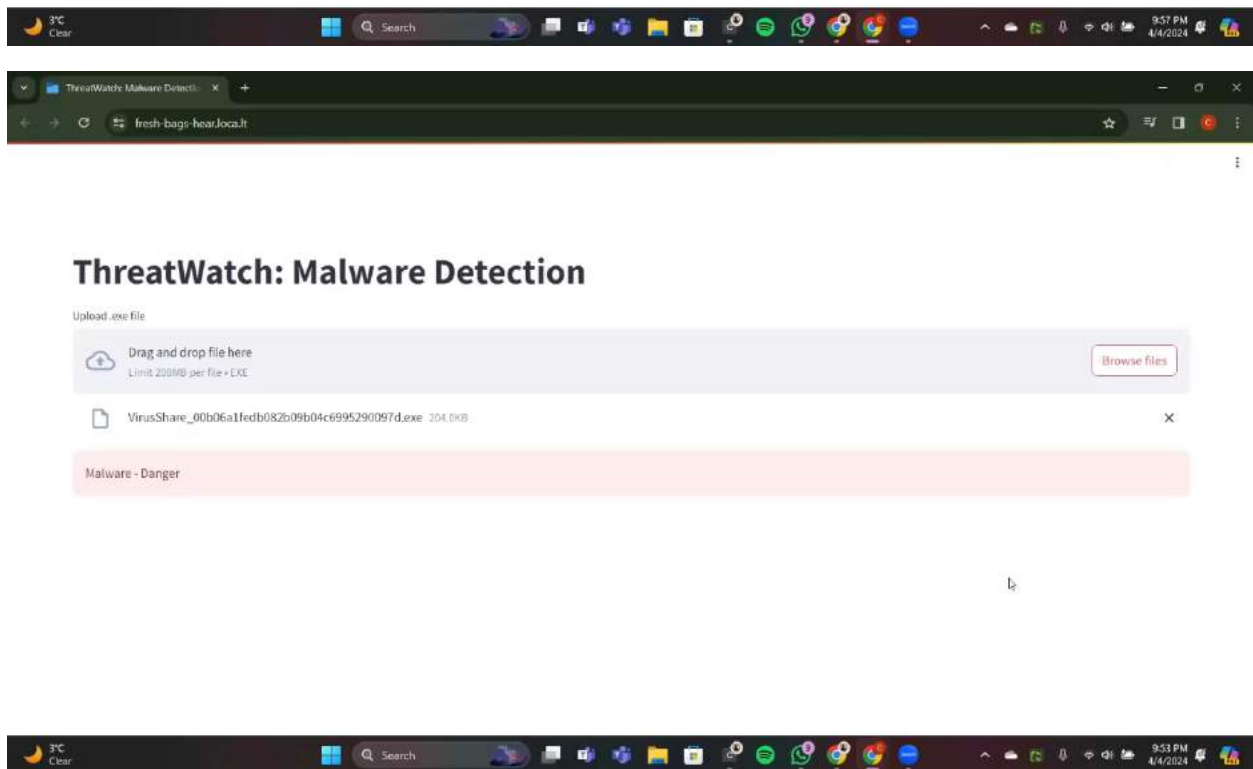 3°C
Clear
Search
9:57 PM
4/4/2024
ThreatWatch: Malware Detectio
fresh-bags-hear.loca.lt
C
ThreatWatch: Malware Detection
Upload .exe file
Drag and drop file here
Limit 200MB per file • EXE
Browse files
VirusShare_00b06a1fedb082b09b04c6995290097d.exe 204.0KB
Malware - Danger
3°C
Clear
Search
9:53 PM
4/4/2024